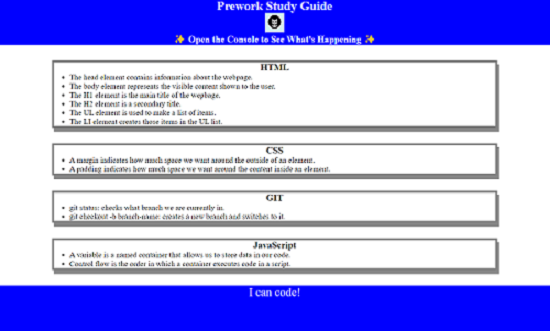 Prework Study Guide
✨ Open the Console to See What's Happening ✨
HTML
• The head element contains information about the webpage.
• The body element represents the visible content shown to the user.
• The H1 element is the main title of the webpage.
• The H2 element is a secondary title.
• The UL element is used to make a list of items.
• The LI element creates those items in the UL list.
CSS
• A margin indicates how much space we want around the outside of an element.
• A padding indicates how much space we want around the content inside an element.
GIT
• git status: checks what branch we are currently in.
• git checkout -b branch-name: creates a new branch and switches to it.
JavaScript
• A variable is a named container that allows us to store data in our code.
• Control flow is the order in which a container executes code in a script.
I can code!